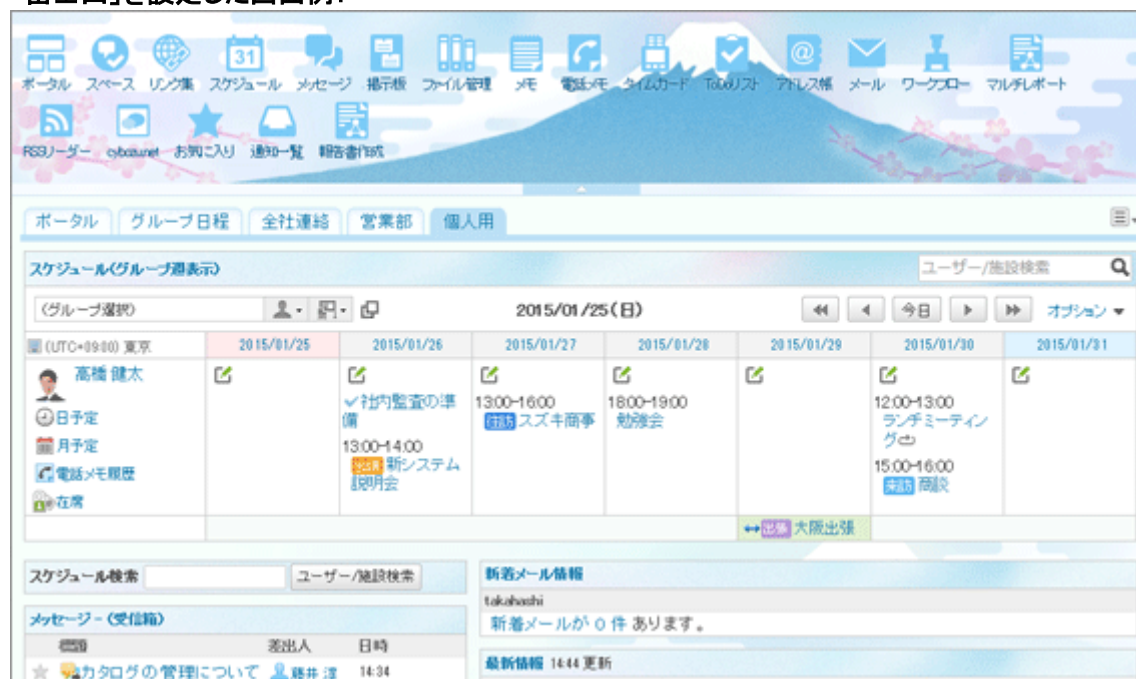 富士山」を設定した画面例:
ポータル スペース リンク集 スケジュール メッセージ 掲示板 ファイル管理 メモ 電話メモ タイムカード ToDoリスト アドレス帳 メール ワークフロー マルチレポート
31
@
RSSリーダー cybozu.net お気に入り 通知一覧 報告書作成
ポータル グループ日程 全社連絡 営業部 個人用
スケジュール(グループ週表示) ユーザー/施設検索
(グループ選択) 2015/01/25(日) 今日 オプション
(UTC+09:00) 東京 2015/01/25 2015/01/26 2015/01/27 2015/01/28 2015/01/29 2015/01/30 2015/01/31
高橋 健太
日予定
月予定
電話メモ履歴
在席
社内監査の準備
13:00-14:00
新システム説明会
13:00-16:00
往訪 スズキ商事
18:00-19:00
勉強会
12:00-13:00
ランチミーティング
15:00-16:00
来訪 商談
出張 大阪出張
スケジュール検索 ユーザー/施設検索
メッセージ - (受信箱)
差出人 日時
カタログの管理について 藤井 淳 14:34
新着メール情報
takahashi
新着メールが 0 件 あります。
最新情報 14:44 更新